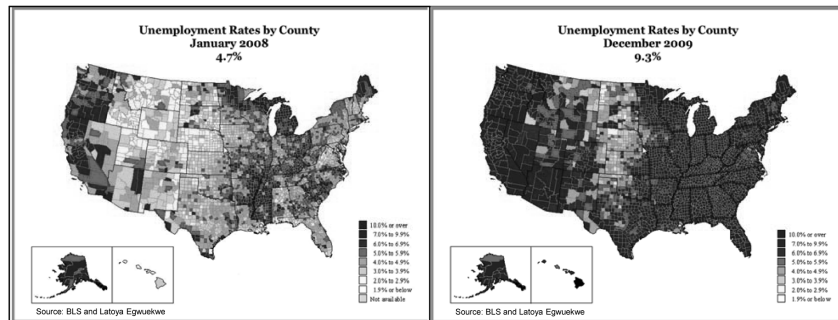 Unemployment Rates by County
January 2008
4.7%
10.0% or over
7.0% to 9.9%
6.0% to 6.9%
5.0% to 5.9%
4.0% to 4.9%
3.0% to 3.9%
2.0% to 2.9%
1.9% or below
Not available
Source: BLS and Latoya Egwuekwe
Unemployment Rates by County
December 2009
9.3%
10.0% or over
7.0% to 9.9%
6.0% to 6.9%
5.0% to 5.9%
4.0% to 4.9%
3.0% to 3.9%
2.0% to 2.9%
1.9% or below
Source: BLS and Latoya Egwuekwe